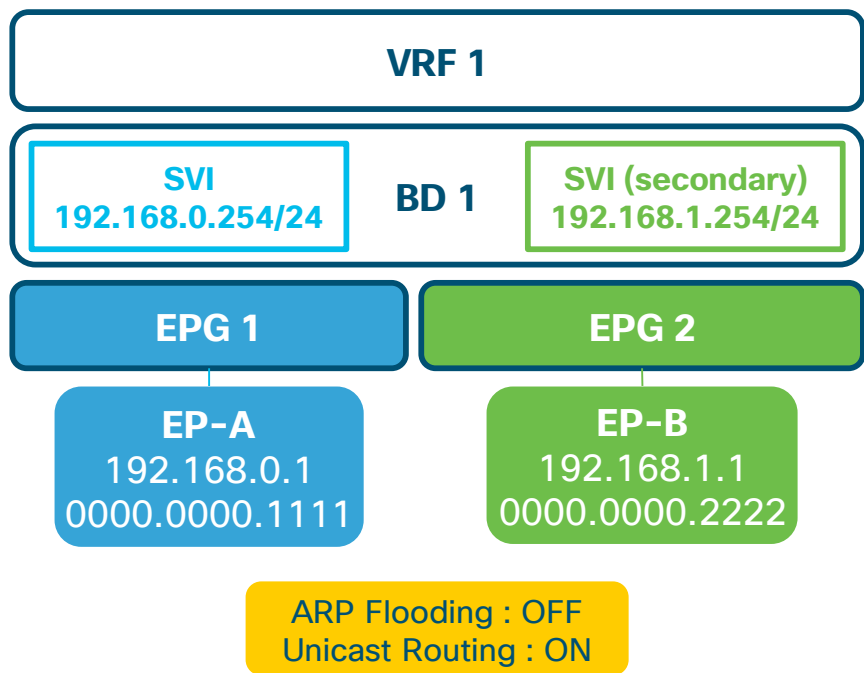 VRF 1
SVI
192.168.0.254/24
BD 1
SVI (secondary)
192.168.1.254/24
EPG 1
EPG 2
EP-A
192.168.0.1
0000.0000.1111
EP-B
192.168.1.1
0000.0000.2222
ARP Flooding : OFF
Unicast Routing : ON